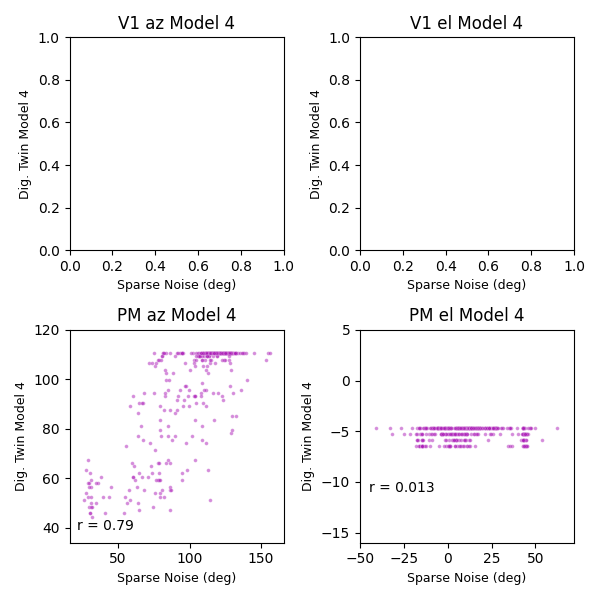 V1 az Model 4
V1 el Model 4
1.0
0.8
0.6
0.4
0.2
0.0
Dig. Twin Model 4
0.0 0.2 0.4 0.6 0.8 1.0
Sparse Noise (deg)
1.0
0.8
0.6
0.4
0.2
0.0
Dig. Twin Model 4
0.0 0.2 0.4 0.6 0.8 1.0
Sparse Noise (deg)
PM az Model 4
PM el Model 4
120
100
80
60
40
Dig. Twin Model 4
r = 0.79
50 100 150
Sparse Noise (deg)
5
0
−5
−10
−15
Dig. Twin Model 4
r = 0.013
−50 −25 0 25 50
Sparse Noise (deg)